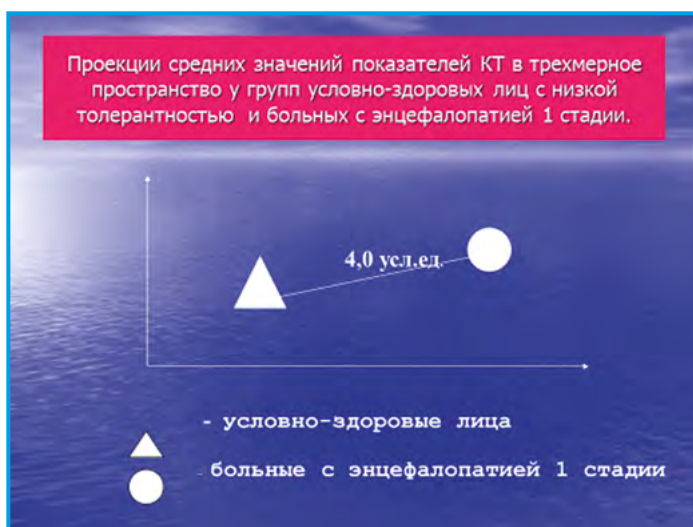 Проекции средних значений показателей КТ в трехмерное
пространство у групп условно-здоровых лиц с низкой
толерантностью и больных с энцефалопатией 1 стадии.
4,0 усл.ед.
- условно-здоровые лица
- больные с энцефалопатией 1 стадии